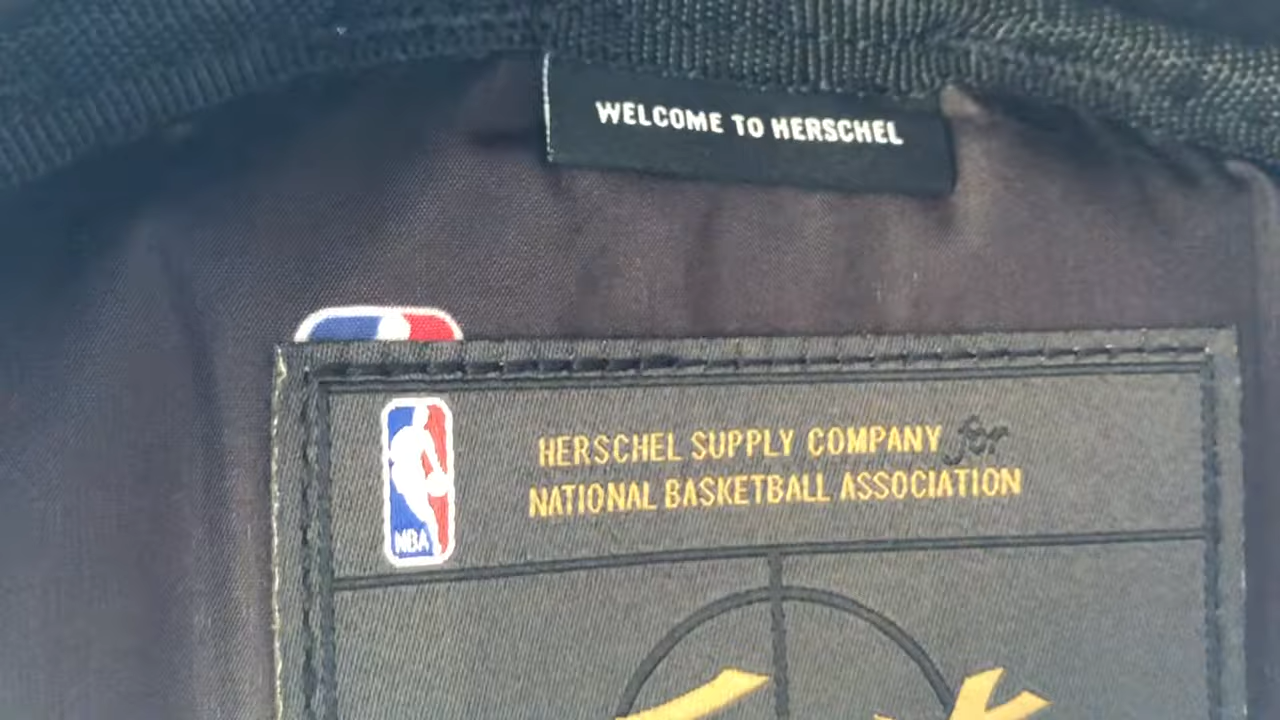 WELCOME TO HERSCHEL
HERSCHEL SUPPLY COMPANY for
NATIONAL BASKETBALL ASSOCIATION
NBA